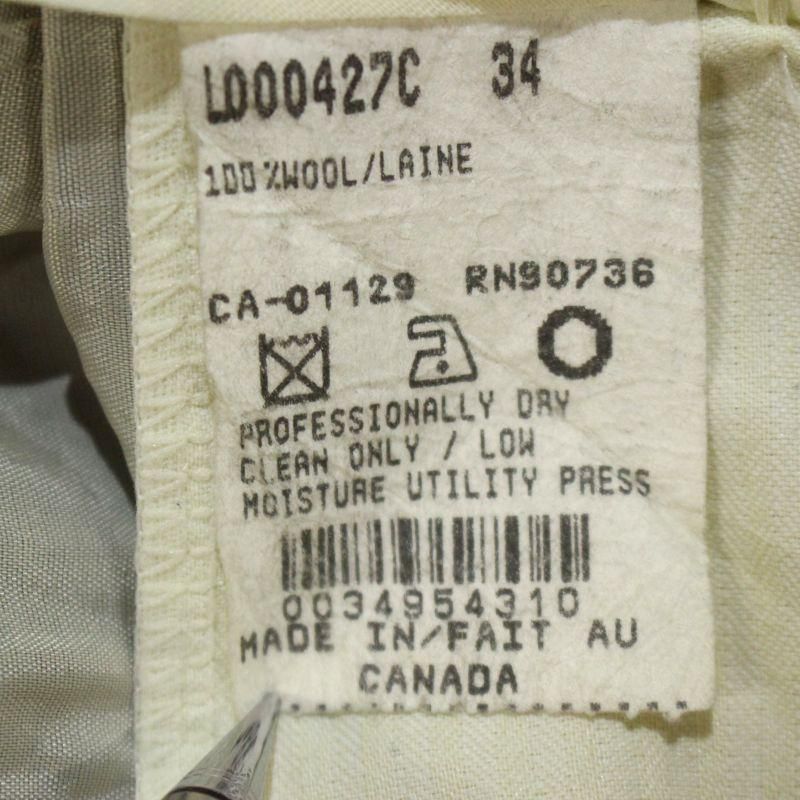 L000427C 34
100%WOOL/LAINE
CA-01129 RN90736
PROFESSIONALLY DRY
CLEAN ONLY / LOW
MOISTURE UTILITY PRESS
0034954310
MADE IN/FAIT AU
CANADA